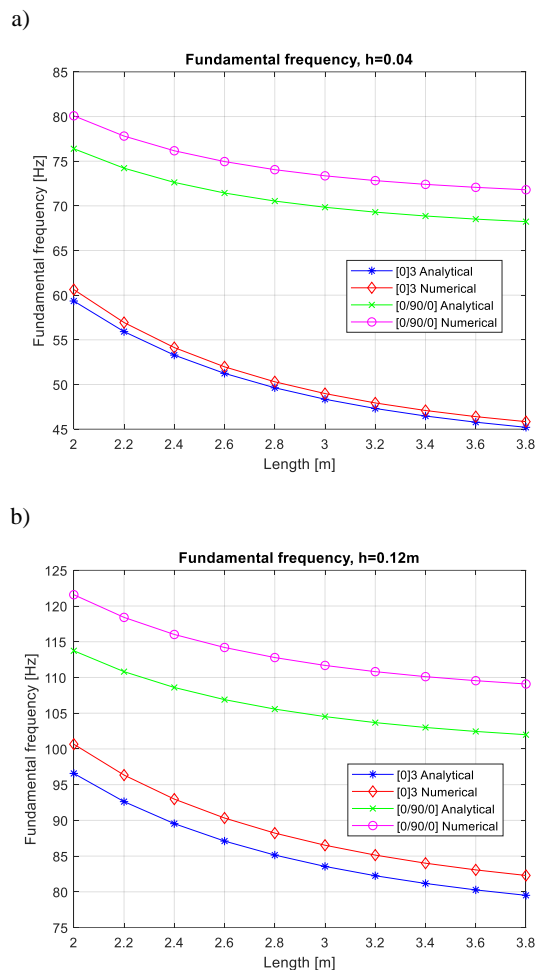 a)
Fundamental frequency, h=0.04
Fundamental frequency [Hz]
85
80
75
70
65
60
55
50
45
[0]3 Analytical
[0]3 Numerical
[0/90/0] Analytical
[0/90/0] Numerical
2 2.2 2.4 2.6 2.8 3 3.2 3.4 3.6 3.8
Length [m]
b)
Fundamental frequency, h=0.12m
Fundamental frequency [Hz]
125
120
115
110
105
100
95
90
85
80
75
[0]3 Analytical
[0]3 Numerical
[0/90/0] Analytical
[0/90/0] Numerical
2 2.2 2.4 2.6 2.8 3 3.2 3.4 3.6 3.8
Length [m]